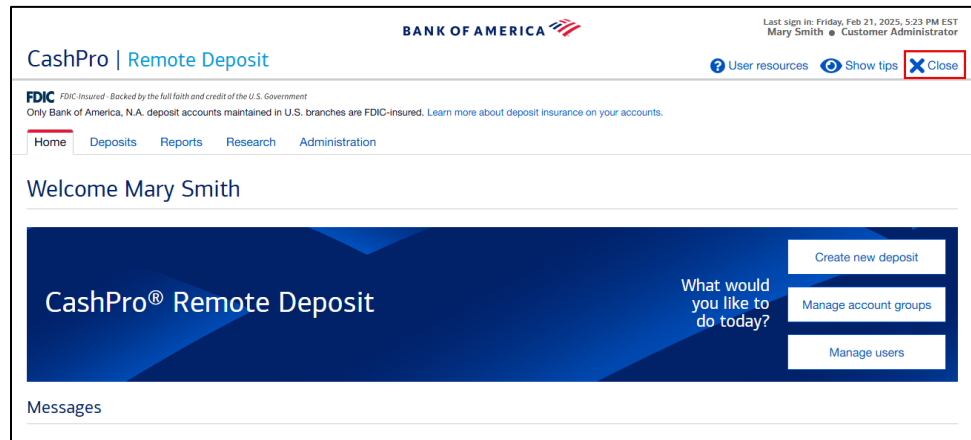 BANK OF AMERICA
Last sign in: Friday, Feb 21, 2025, 5:23 PM EST
Mary Smith ● Customer Administrator
CashPro | Remote Deposit
? User resources Show tips Close
FDIC FDIC-Insured - Backed by the full faith and credit of the U.S. Government
Only Bank of America, N.A. deposit accounts maintained in U.S. branches are FDIC-insured. Learn more about deposit insurance on your accounts.
Home Deposits Reports Research Administration
Welcome Mary Smith
CashPro® Remote Deposit
What would
you like to
do today?
Create new deposit
Manage account groups
Manage users
Messages